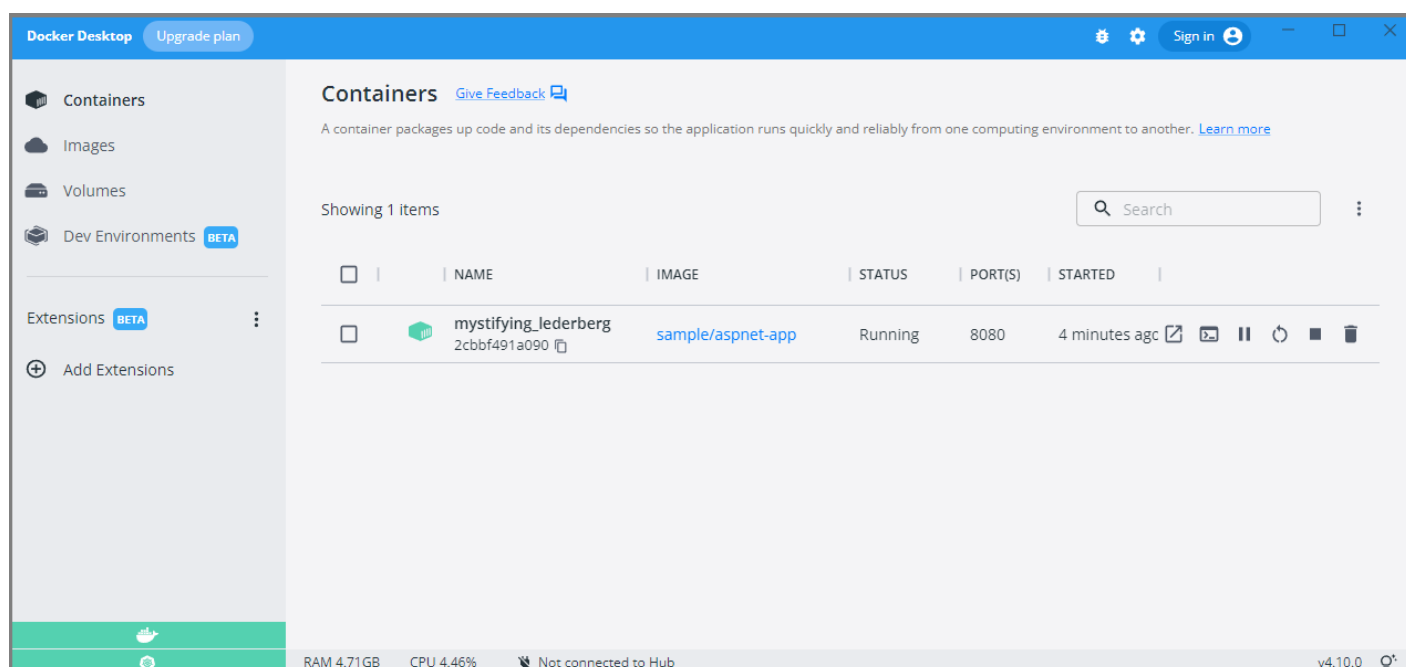 Docker Desktop Upgrade plan Sign in
Containers
Images
Volumes
Dev Environments BETA
Extensions BETA
Add Extensions
Containers Give Feedback
A container packages up code and its dependencies so the application runs quickly and reliably from one computing environment to another. Learn more
Showing 1 items
Search
NAME IMAGE STATUS PORT(S) STARTED
mystifying_lederberg
2cbbf491a090
sample/aspnet-app Running 8080 4 minutes agc
RAM 4.71GB CPU 4.46% Not connected to Hub v4.10.0